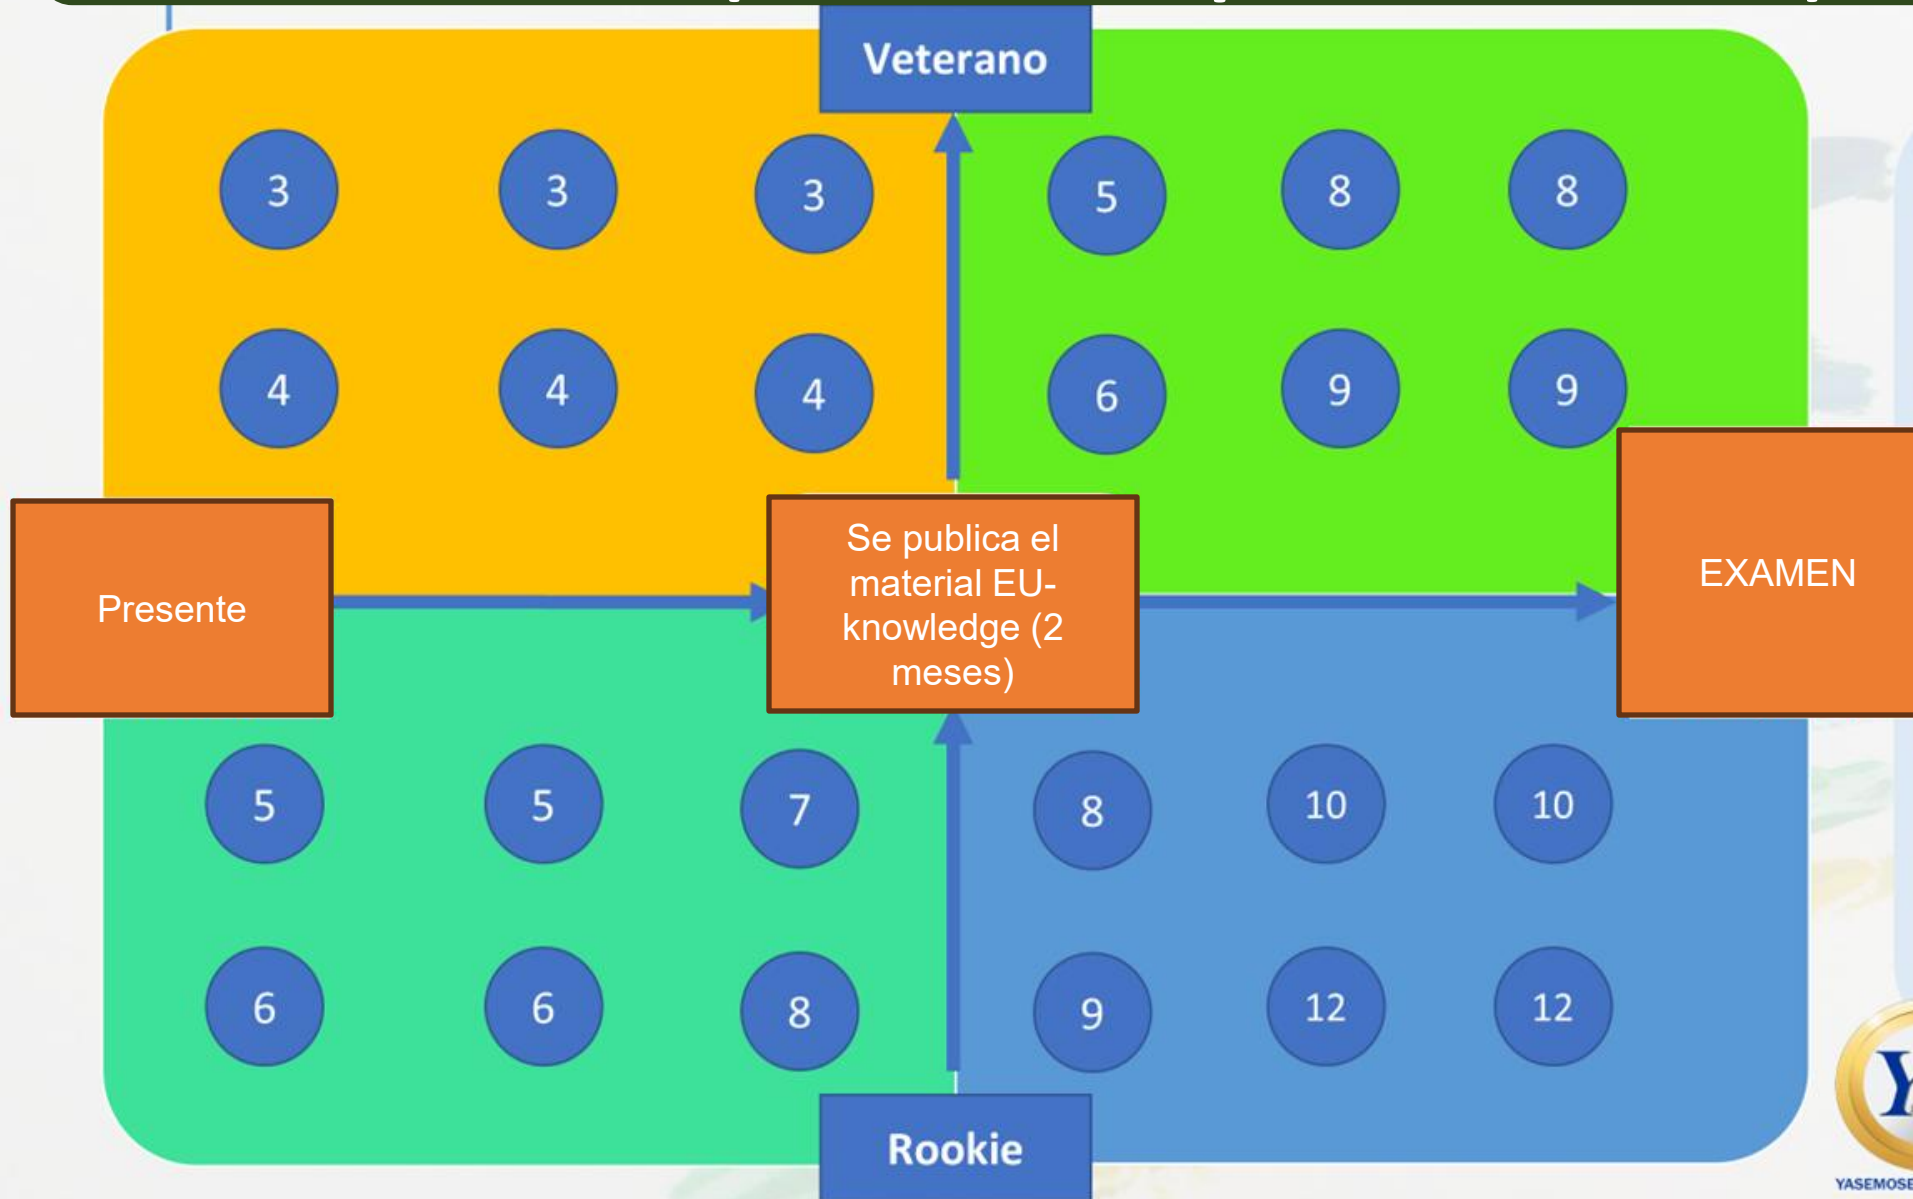 Veterano
3 3 3 5 8 8
4 4 4 6 9 9
Presente
Se publica el
material EU-
knowledge (2
meses)
EXAMEN
5 5 7 8 10 10
6 6 8 9 12 12
Rookie